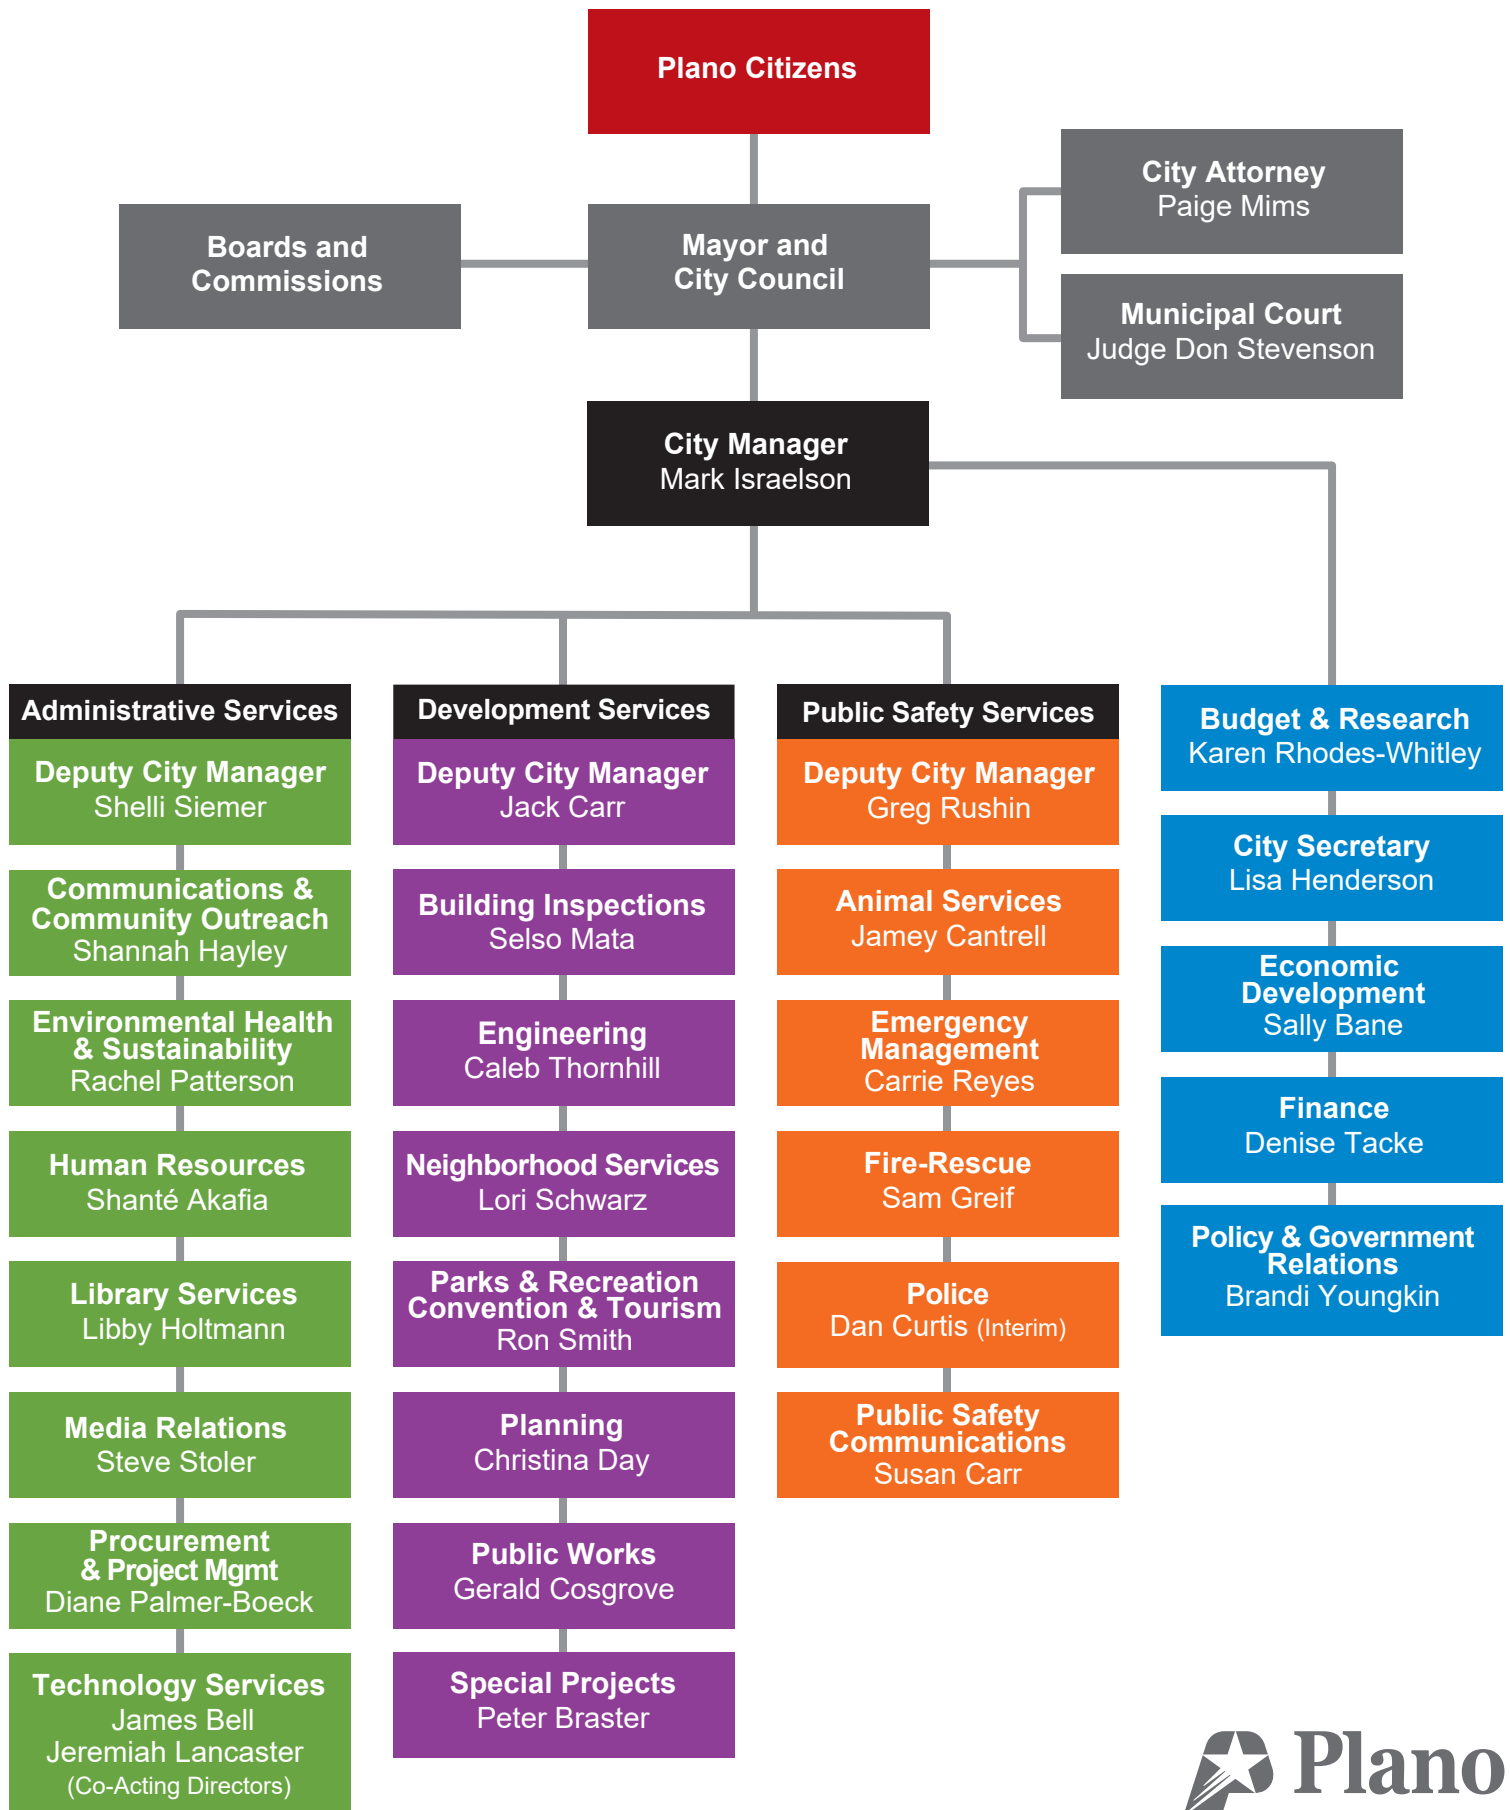 Plano Citizens
Boards and
Commissions
Mayor and
City Council
City Attorney
Paige Mims
Municipal Court
Judge Don Stevenson
City Manager
Mark Israelson
Administrative Services
Deputy City Manager
Shelli Siemer
Communications &
Community Outreach
Shannah Hayley
Environmental Health
& Sustainability
Rachel Patterson
Human Resources
Shanté Akafia
Library Services
Libby Holtmann
Media Relations
Steve Stoler
Procurement
& Project Mgmt
Diane Palmer-Boeck
Technology Services
James Bell
Jeremiah Lancaster
(Co-Acting Directors)
Development Services
Deputy City Manager
Jack Carr
Building Inspections
Selso Mata
Engineering
Caleb Thornhill
Neighborhood Services
Lori Schwarz
Parks & Recreation
Convention & Tourism
Ron Smith
Planning
Christina Day
Public Works
Gerald Cosgrove
Special Projects
Peter Braster
Public Safety Services
Deputy City Manager
Greg Rushin
Animal Services
Jamey Cantrell
Emergency
Management
Carrie Reyes
Fire-Rescue
Sam Greif
Police
Dan Curtis (Interim)
Public Safety
Communications
Susan Carr
Budget & Research
Karen Rhodes-Whitley
City Secretary
Lisa Henderson
Economic
Development
Sally Bane
Finance
Denise Tacke
Policy & Government
Relations
Brandi Youngkin
Plano